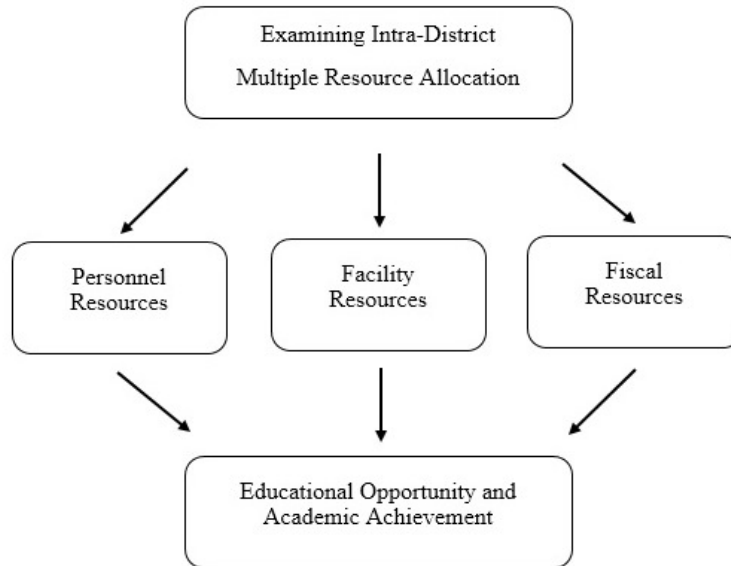 Examining Intra-District
Multiple Resource Allocation
Personnel
Resources
Facility
Resources
Fiscal
Resources
Educational Opportunity and
Academic Achievement